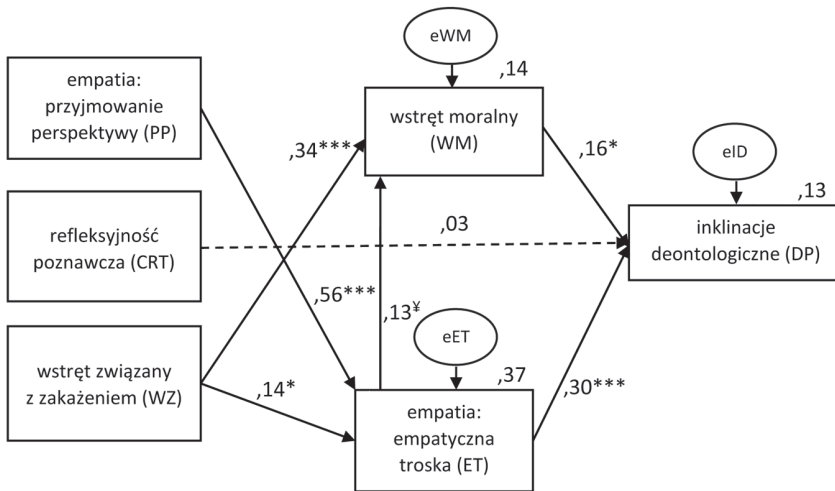 eWM
,14
empatia:
przyjmowanie
perspektywy (PP)
wstręt moralny
(WM)
,34***
,16*
eID
,13
refleksyjność
poznawcza (CRT)
,03
inklinacje
deontologiczne (DP)
,56***
,13¥
eET
wstręt związany
z zakażeniem (WZ)
,14*
,37
,30***
empatia:
empatyczna
troska (ET)